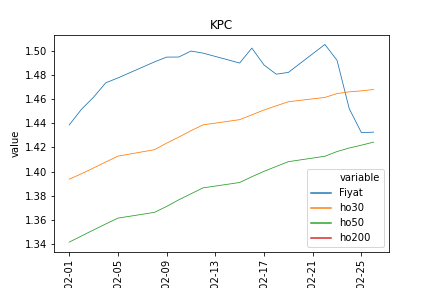 KPC
1.50
1.48
1.46
1.44
1.42
1.40
1.38
1.36
1.34
value
variable
Fiyat
ho30
ho50
ho200
02-01
02-05
02-09
02-13
02-17
02-21
02-25